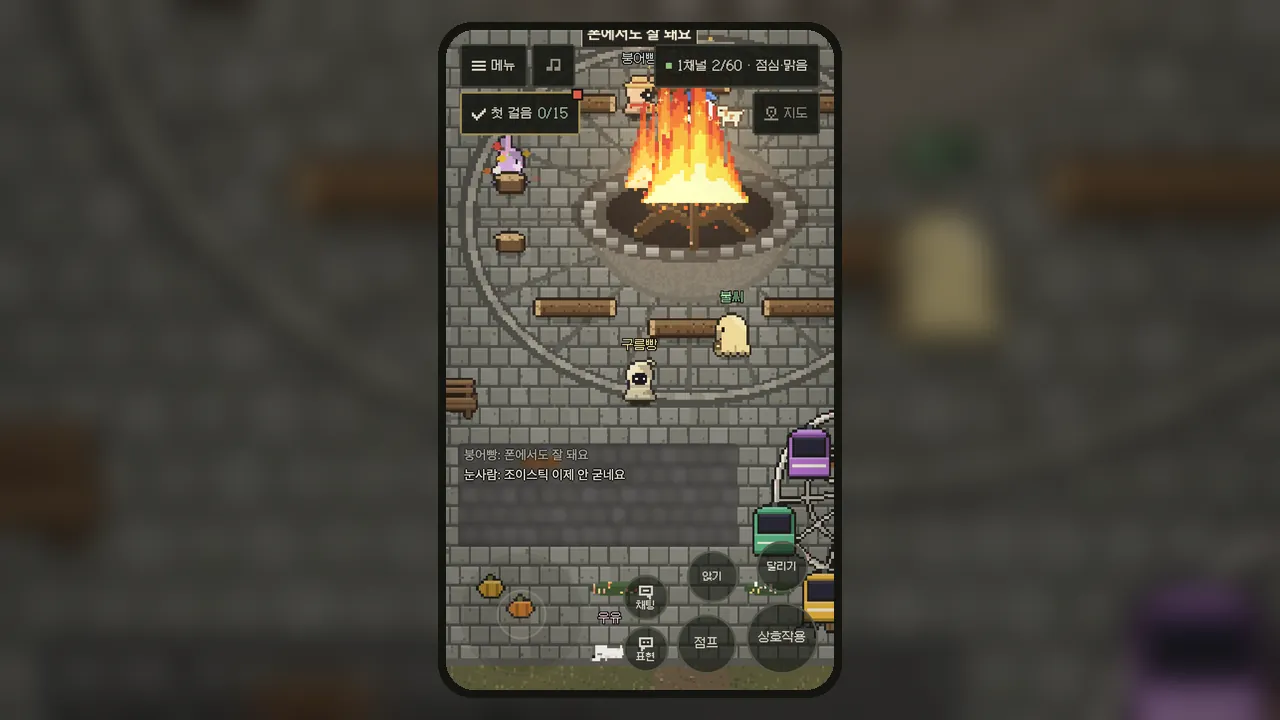 폰에서도 잘 돼요
메뉴
붕어빵
1채널 2/60 · 점심·맑음
첫 걸음 0/15
지도
불씨
구름빵
붕어빵: 폰에서도 잘 돼요
눈사람: 조이스틱 이제 안 굳네요
달리기
앉기
채팅
우유
상호작용
점프
표현